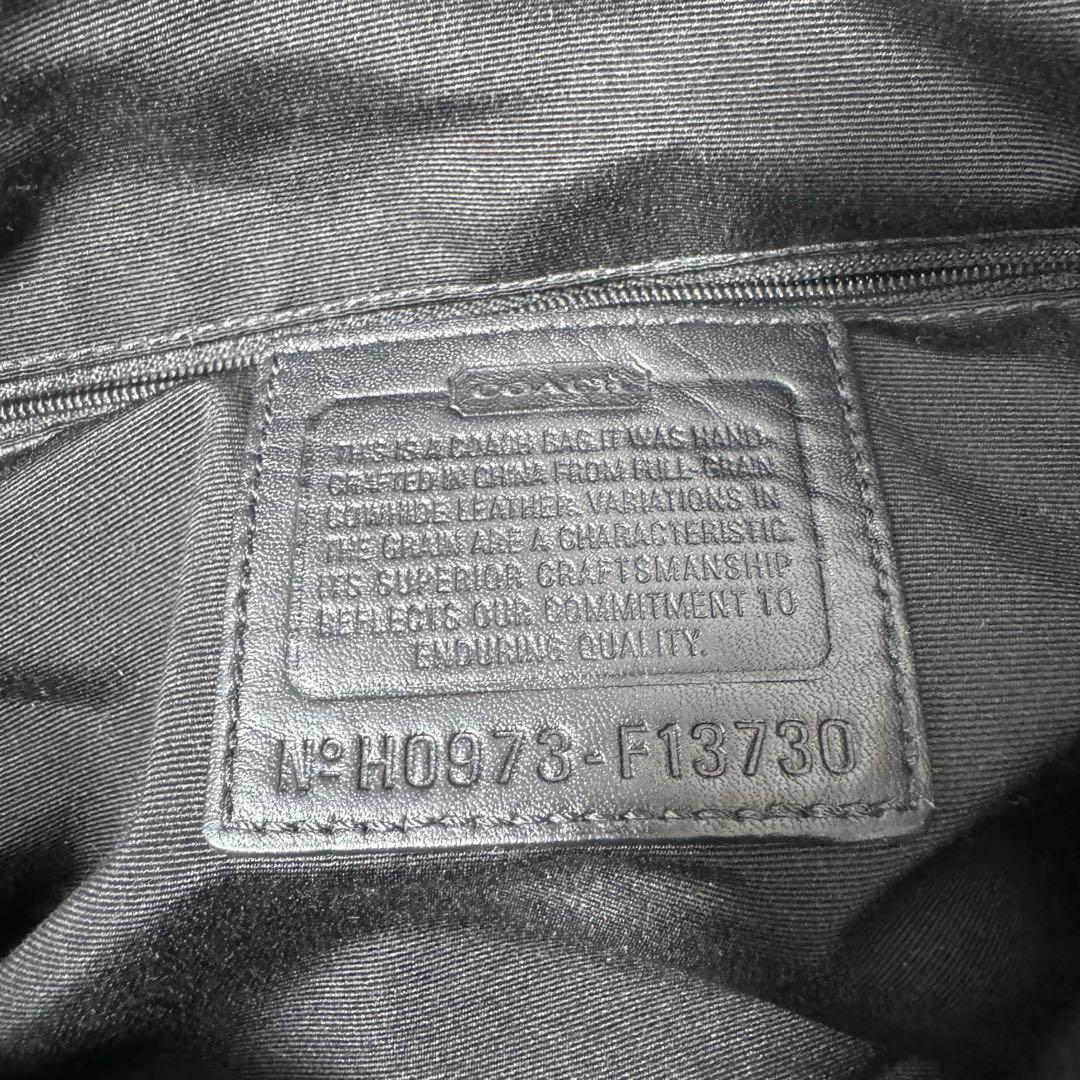 COACH
THIS IS A COACH BAG. IT WAS HAND-
CRAFTED IN CHINA FROM FULL-GRAIN
COWHIDE LEATHER. VARIATIONS IN
THE GRAIN ARE A CHARACTERISTIC.
ITS SUPERIOR CRAFTSMANSHIP
REFLECTS OUR COMMITMENT TO
ENDURING QUALITY.
Nº H0973-F13730